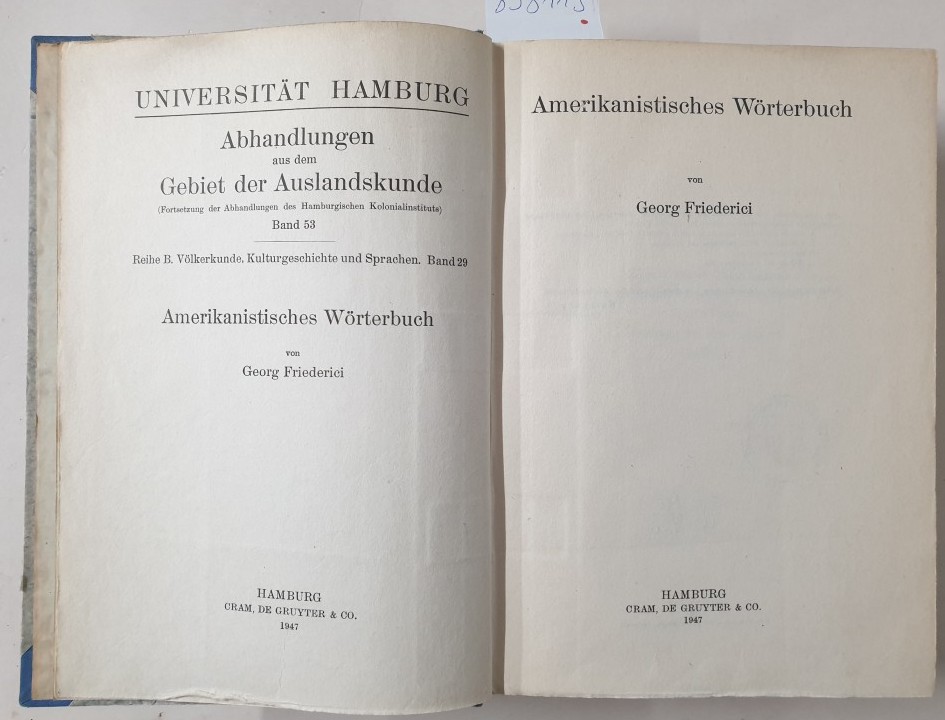 UNIVERSITÄT HAMBURG
Abhandlungen
aus dem
Gebiet der Auslandskunde
(Fortsetzung der Abhandlungen des Hamburgischen Kolonialinstituts)
Band 53
Reihe B. Völkerkunde, Kulturgeschichte und Sprachen. Band 29
Amerikanistisches Wörterbuch
von
Georg Friederici
HAMBURG
CRAM, DE GRUYTER & CO.
1947
Amerikanistisches Wörterbuch
von
Georg Friederici
HAMBURG
CRAM, DE GRUYTER & CO.
1947